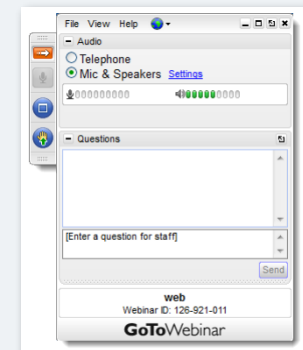 File View Help
Audio
Telephone
Mic & Speakers Settings
Questions
[Enter a question for staff]
Send
web
Webinar ID: 126-921-011
GoToWebinar